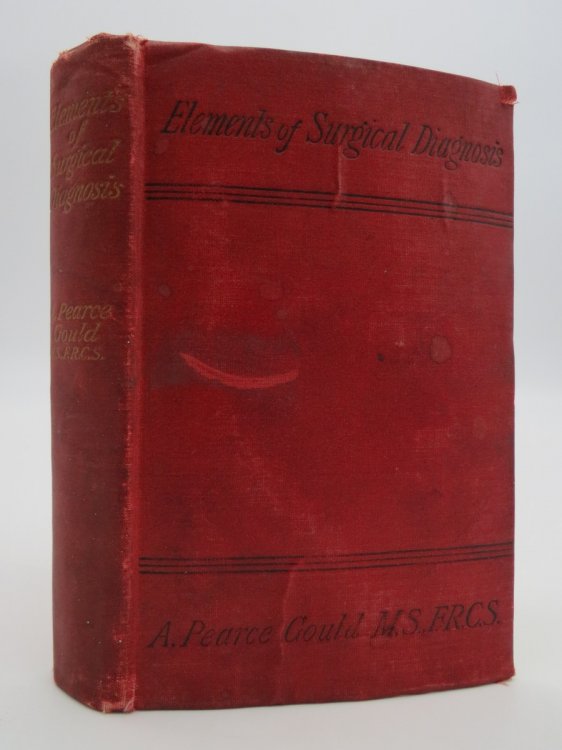 Elements
of
Surgical
Diagnosis
Pearce
Gould
F.R.C.S.
Elements of Surgical Diagnosis
A. Pearce Gould M.S., F.R.C.S.